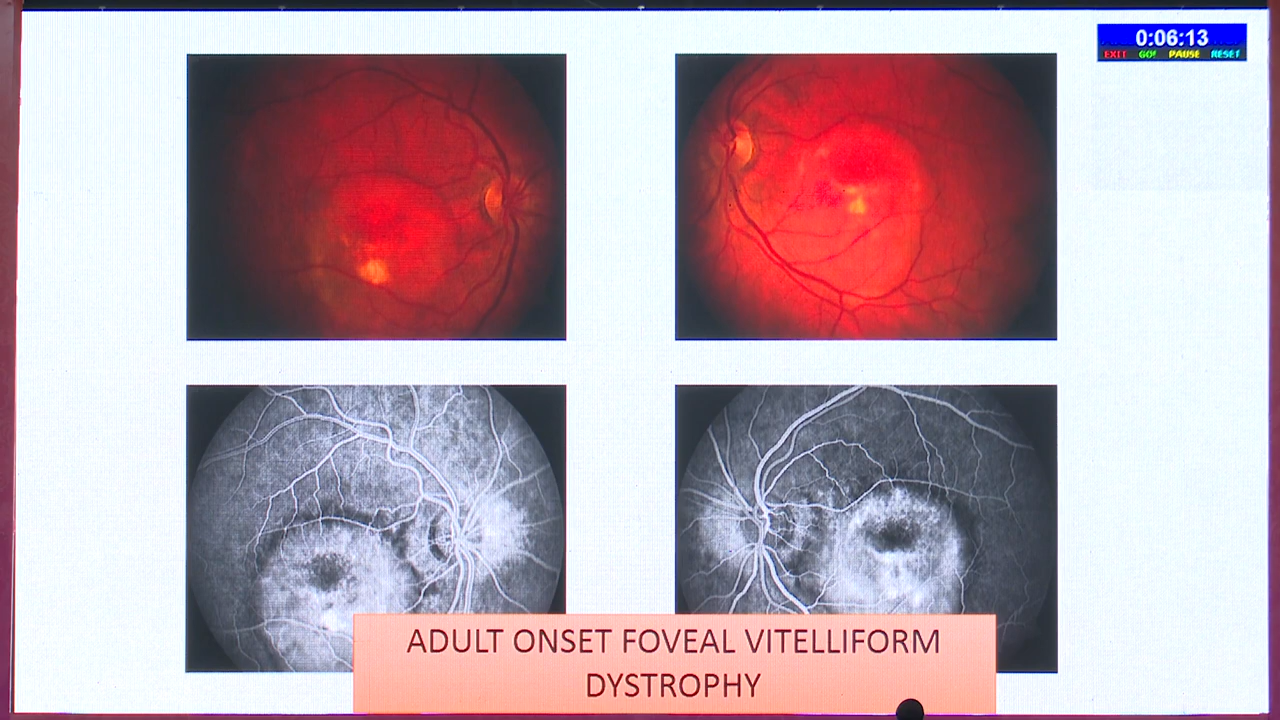 0:06:13
EXIT GO! PAUSE RESET
ADULT ONSET FOVEAL VITELLIFORM
DYSTROPHY